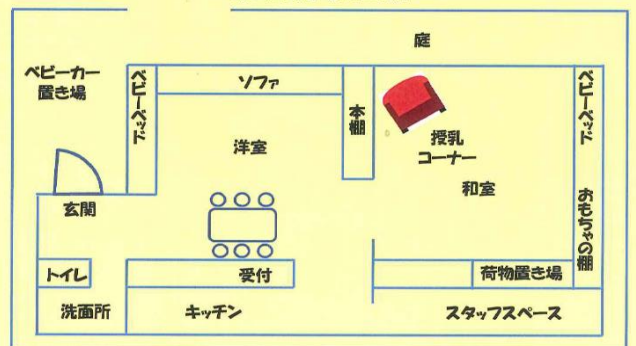 庭
ベビーカー
置き場
ベビーベッド
ソファ
本棚
授乳
コーナー
ベビーベッド
洋室
和室
おもちゃの棚
玄関
トイレ
受付
荷物置き場
洗面所
キッチン
スタッフスペース